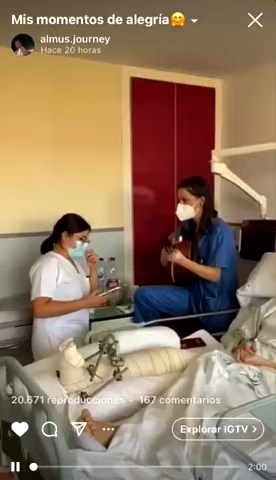 Mis momentos de alegría🤗
almus.journey
Hace 20 horas
20.671 reproducciones · 167 comentarios
Explorar IGTV >
2:00